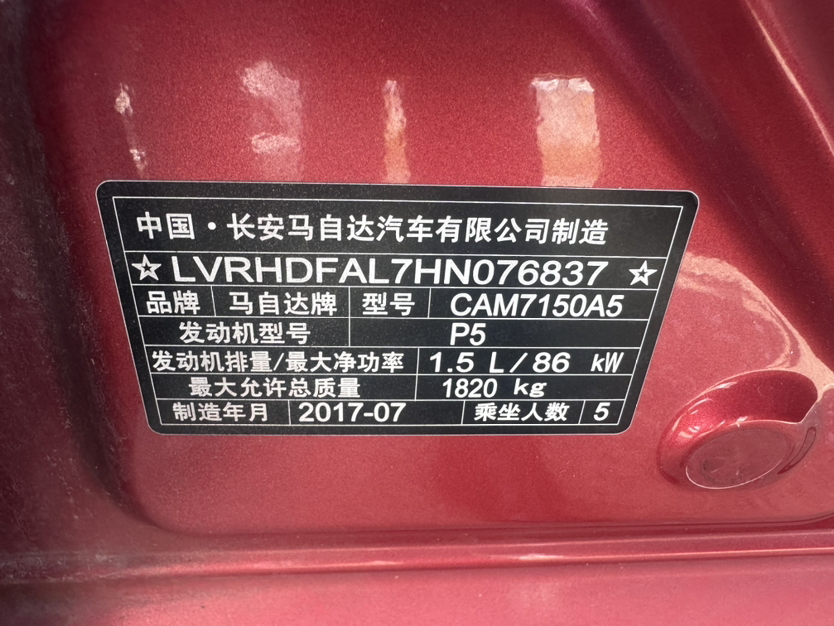 中国·长安马自达汽车有限公司制造
☆LVRHDFAL7HN076837☆
品牌 马自达牌 型号 CAM7150A5
发动机型号 P5
发动机排量/最大净功率 1.5 L/86 kW
最大允许总质量 1820 kg
制造年月 2017-07 乘坐人数 5